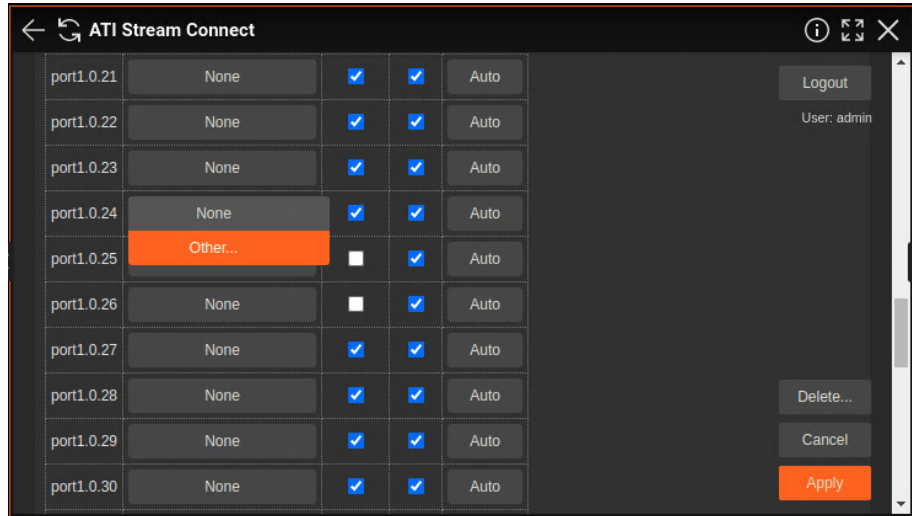 ATI Stream Connect
port1.0.21 None Auto
Logout
port1.0.22 None Auto
User: admin
port1.0.23 None Auto
port1.0.24 None Auto
Other...
port1.0.25 Auto
port1.0.26 None Auto
port1.0.27 None Auto
port1.0.28 None Auto
Delete...
port1.0.29 None Auto
Cancel
port1.0.30 None Auto
Apply